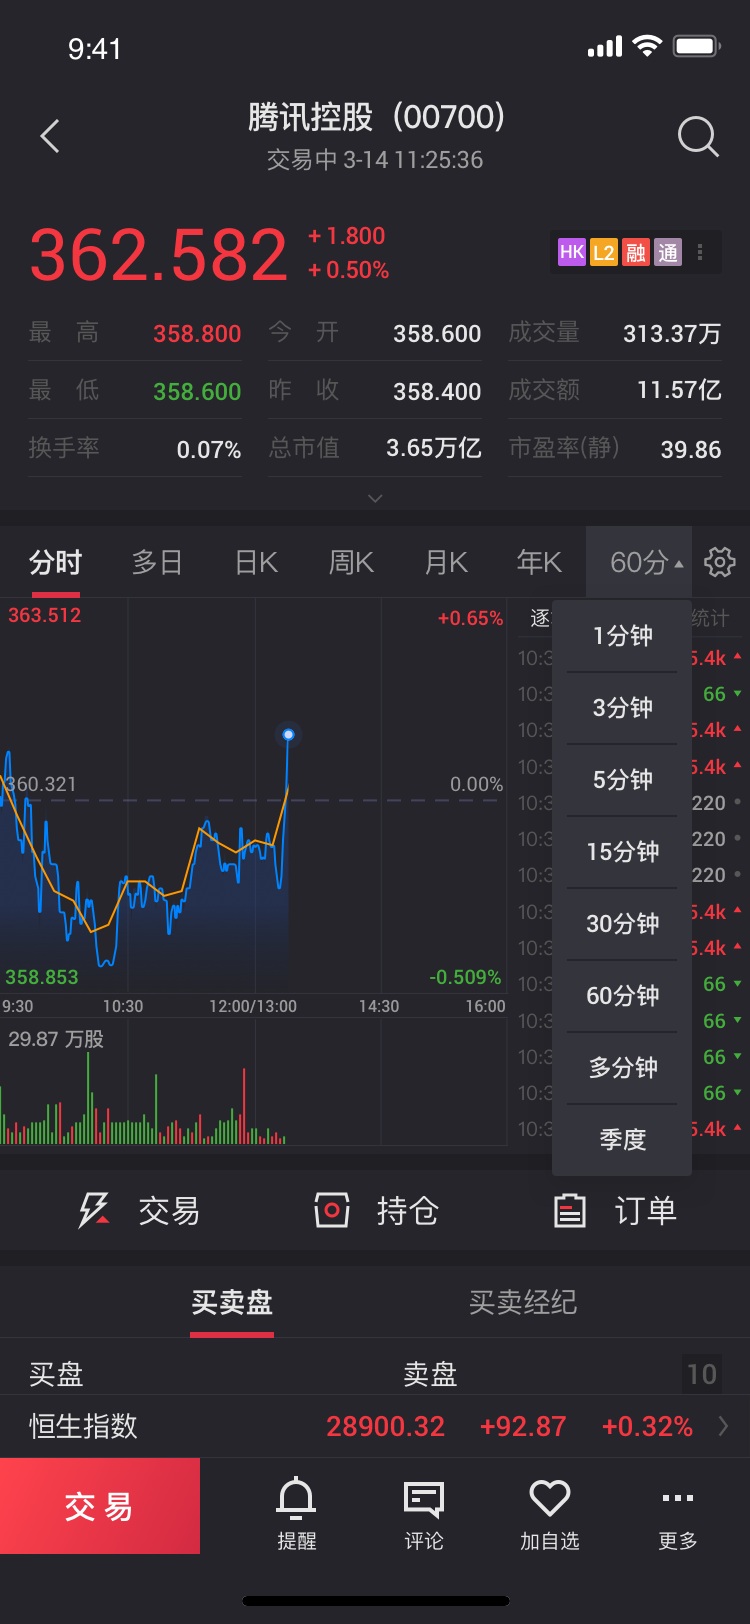 9:41
腾讯控股（00700）
交易中 3-14 11:25:36
362.582
+ 1.800
+ 0.50%
HK L2 融 通
最 高 358.800 今 开 358.600 成交量 313.37万
最 低 358.600 昨 收 358.400 成交额 11.57亿
换手率 0.07% 总市值 3.65万亿 市盈率(静) 39.86
分时 多日 日K 周K 月K 年K 60分
363.512 +0.65%
逐 统计
1分钟
3分钟
5分钟
15分钟
30分钟
60分钟
多分钟
季度
10:3 5.4k
10:3 66
10:3 5.4k
10:3 5.4k
10:3 220
10:3 220
10:3 220
10:3 5.4k
10:3 5.4k
10:3 66
10:3 66
10:3 66
10:3 66
10:3 5.4k
360.321 0.00%
358.853 -0.509%
9:30 10:30 12:00/13:00 14:30 16:00
29.87 万股
交易 持仓 订单
买卖盘 买卖经纪
买盘 卖盘 10
恒生指数 28900.32 +92.87 +0.32%
交 易
提醒 评论 加自选 更多